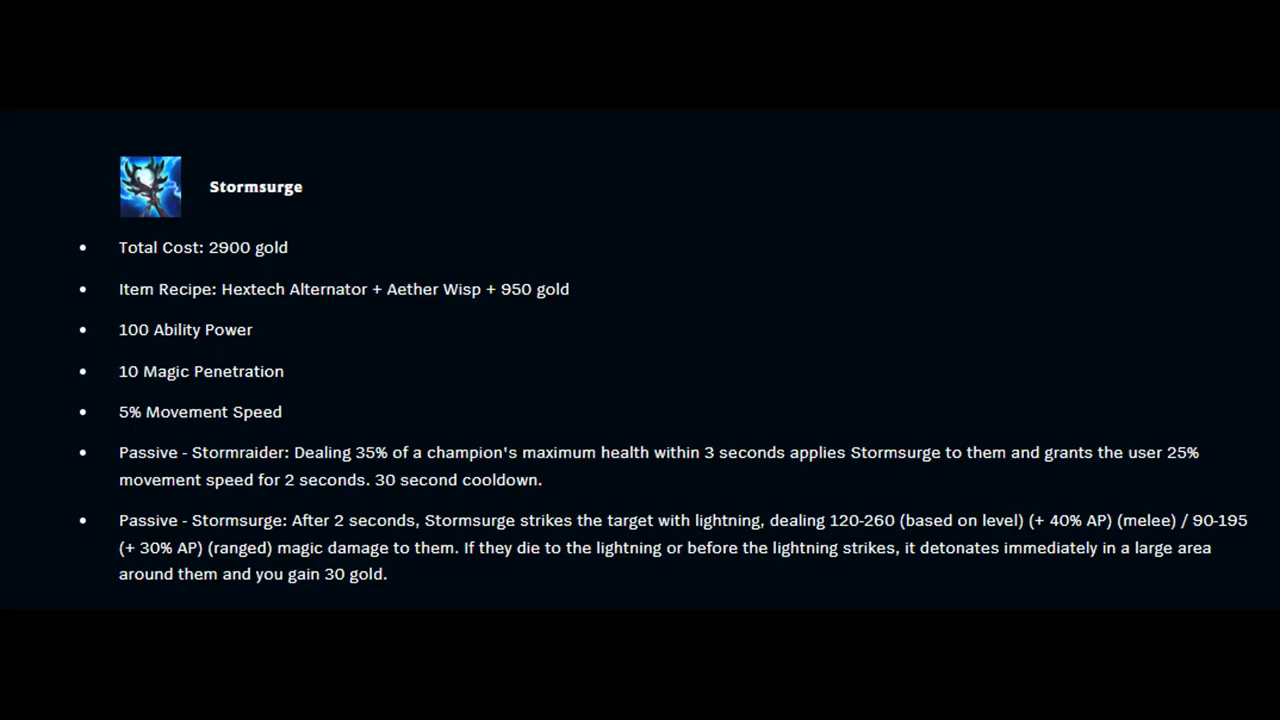 Stormsurge
• Total Cost: 2900 gold
• Item Recipe: Hextech Alternator + Aether Wisp + 950 gold
• 100 Ability Power
• 10 Magic Penetration
• 5% Movement Speed
• Passive - Stormraider: Dealing 35% of a champion's maximum health within 3 seconds applies Stormsurge to them and grants the user 25%
movement speed for 2 seconds. 30 second cooldown.
• Passive - Stormsurge: After 2 seconds, Stormsurge strikes the target with lightning, dealing 120-260 (based on level) (+ 40% AP) (melee) / 90-195
(+ 30% AP) (ranged) magic damage to them. If they die to the lightning or before the lightning strikes, it detonates immediately in a large area
around them and you gain 30 gold.